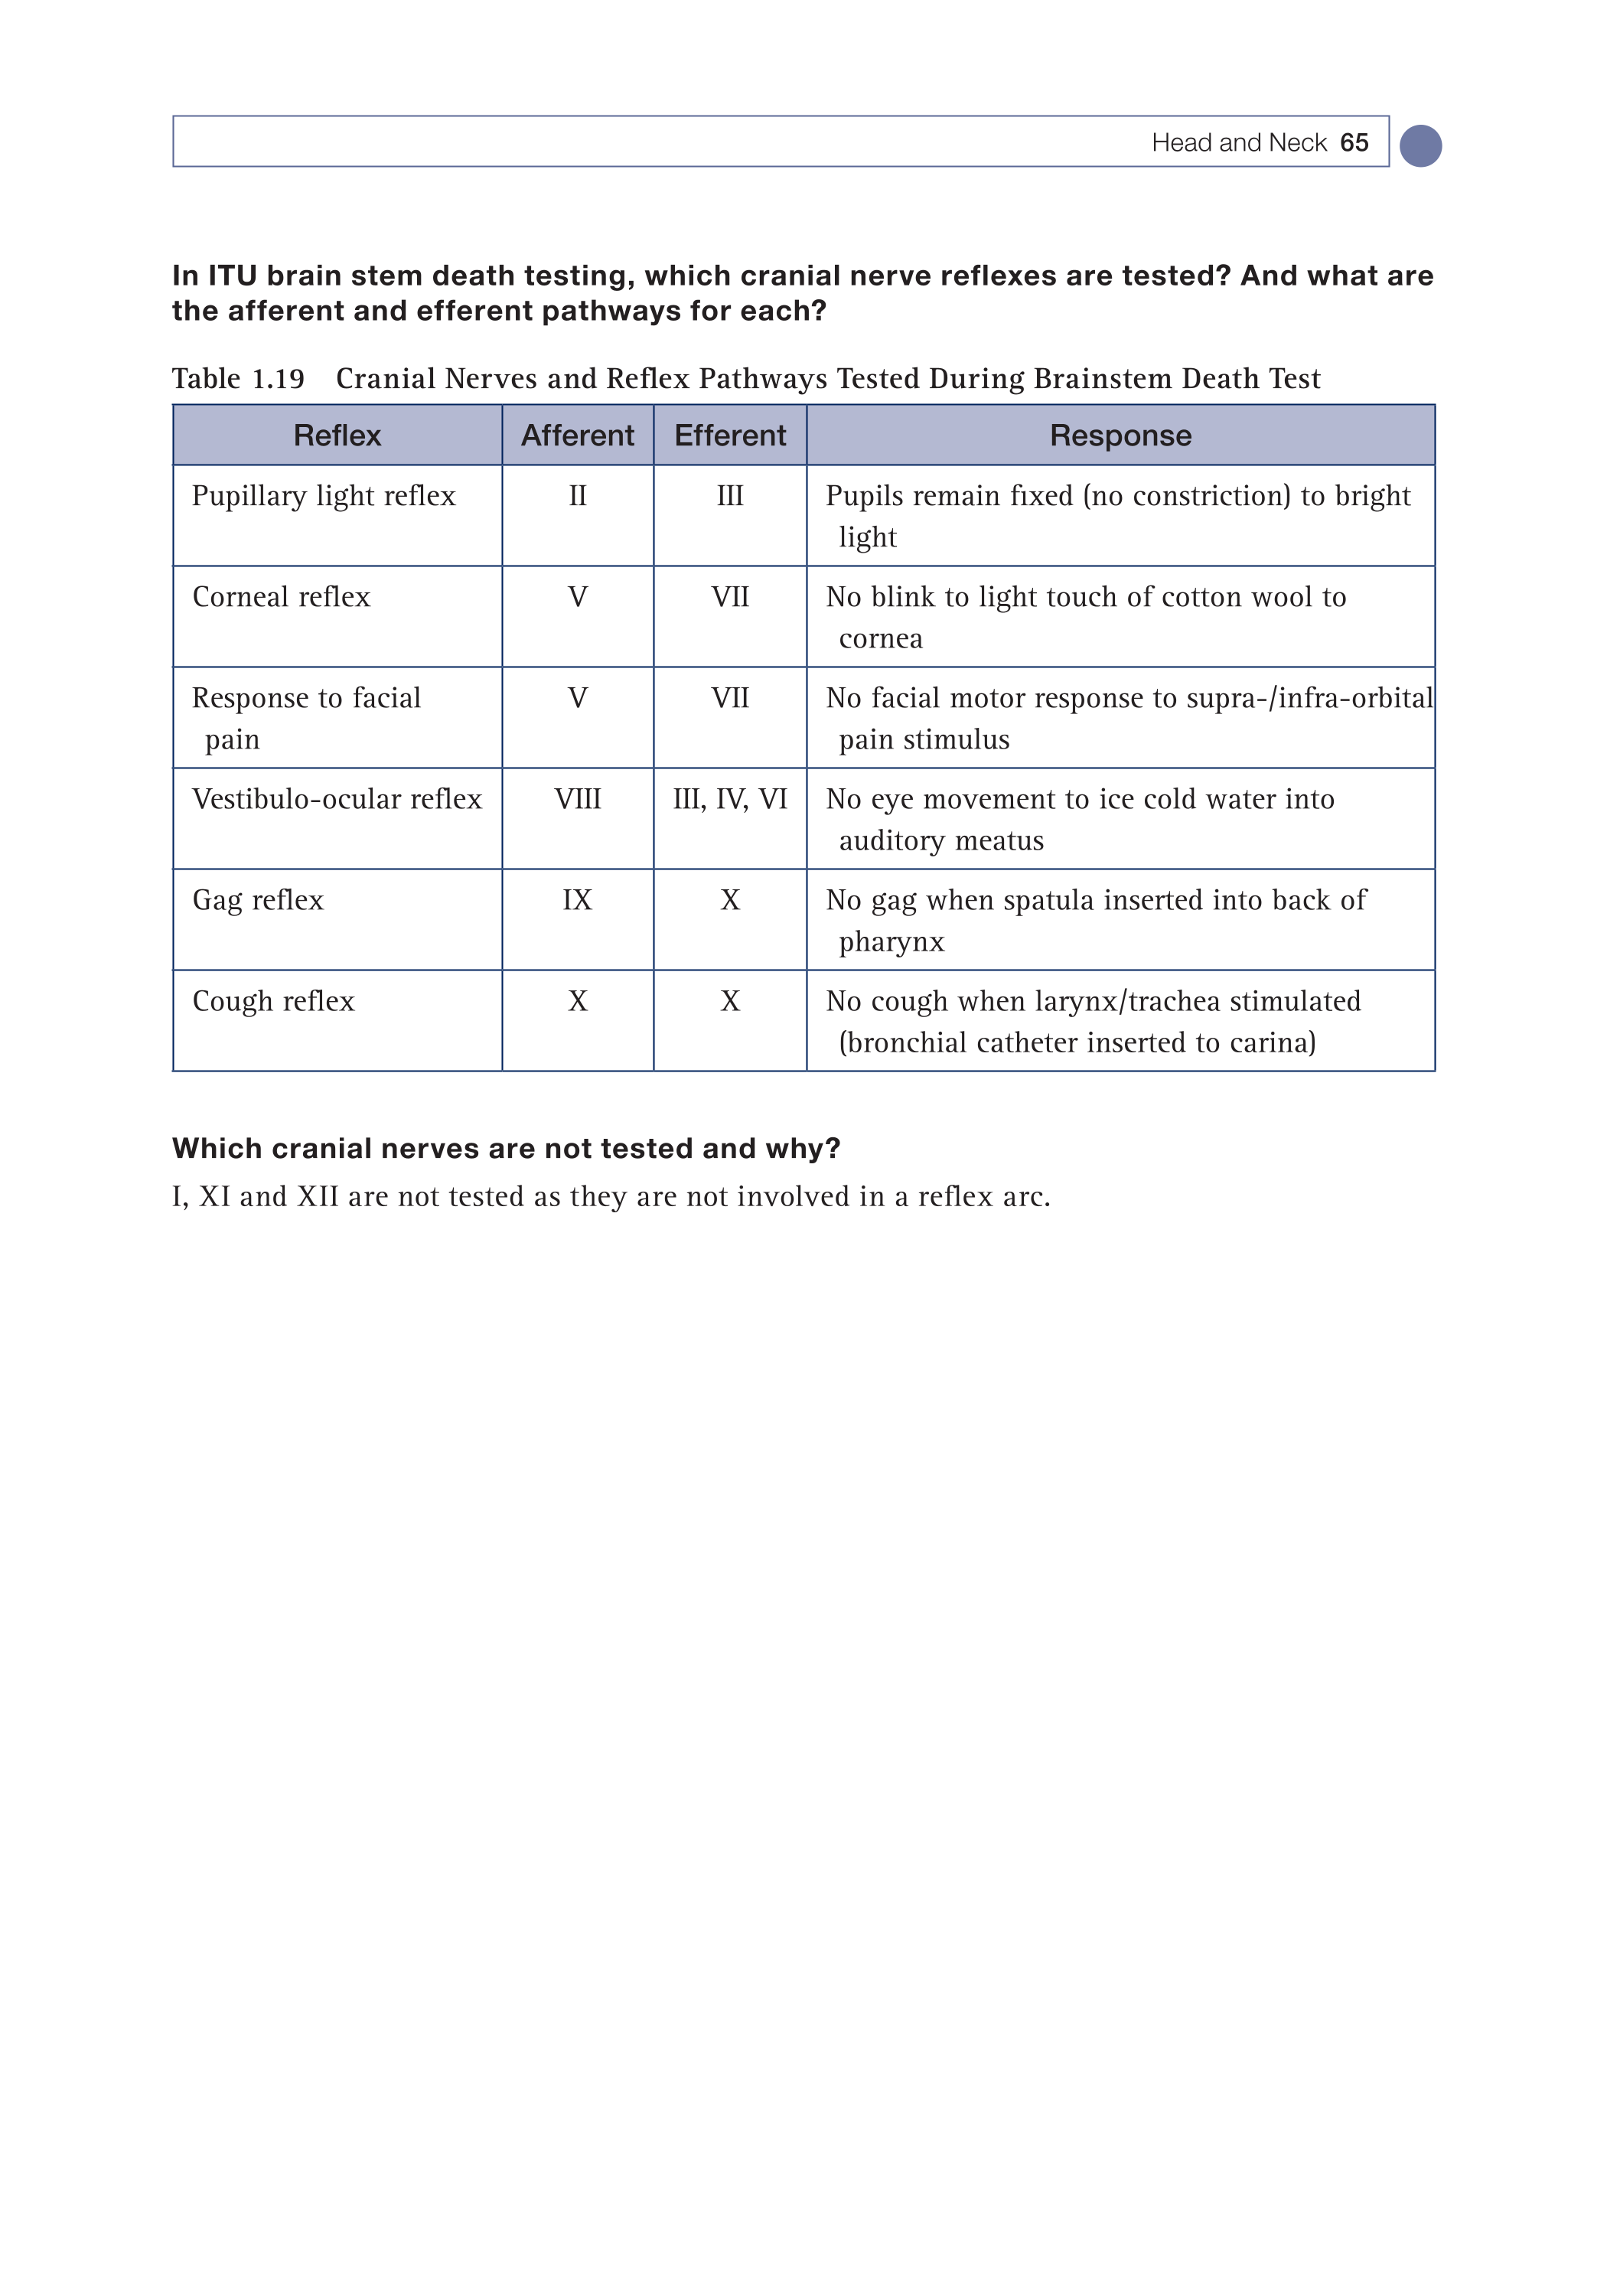 Head and Neck 65
In ITU brain stem death testing, which cranial nerve reflexes are tested? And what are
the afferent and efferent pathways for each?
Table 1.19 Cranial Nerves and Reflex Pathways Tested During Brainstem Death Test
Reflex Afferent Efferent Response
Pupillary light reflex II III Pupils remain fixed (no constriction) to bright
light
Corneal reflex V VII No blink to light touch of cotton wool to
cornea
Response to facial V VII No facial motor response to supra-/infra-orbital
pain pain stimulus
Vestibulo-ocular reflex VIII III, IV, VI No eye movement to ice cold water into
auditory meatus
Gag reflex IX X No gag when spatula inserted into back of
pharynx
Cough reflex X X No cough when larynx/trachea stimulated
(bronchial catheter inserted to carina)
Which cranial nerves are not tested and why?
I, XI and XII are not tested as they are not involved in a reflex arc.